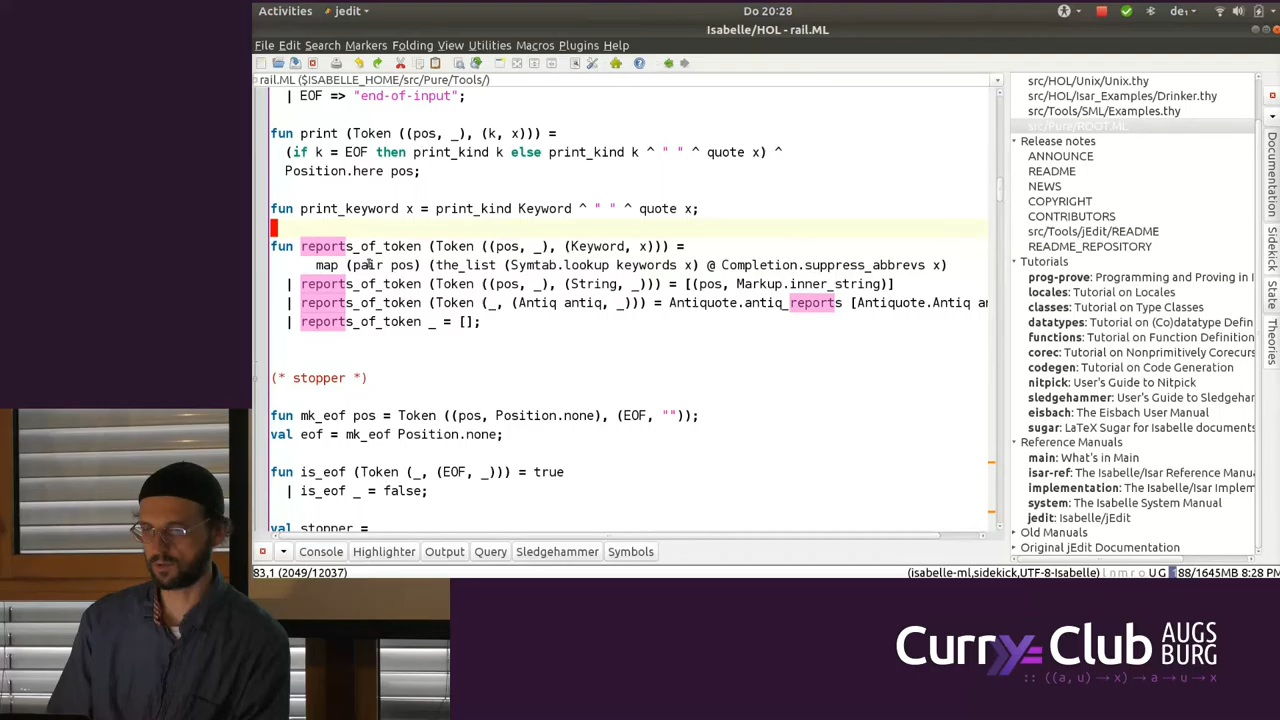 Activities jedit Do 20:28 de₁
Isabelle/HOL - rail.ML
File Edit Search Markers Folding View Utilities Macros Plugins Help
rail.ML ($ISABELLE_HOME/src/Pure/Tools/)
| EOF => "end-of-input";
fun print (Token ((pos, _), (k, x))) =
(if k = EOF then print_kind k else print_kind k ^ " " ^ quote x) ^
Position.here pos;
fun print_keyword x = print_kind Keyword ^ " " ^ quote x;
fun reports_of_token (Token ((pos, _), (Keyword, x))) =
map (pair pos) (the_list (Symtab.lookup keywords x) @ Completion.suppress_abbrevs x)
| reports_of_token (Token ((pos, _), (String, _))) = [(pos, Markup.inner_string)]
| reports_of_token (Token (_, (Antiq antiq, _))) = Antiquote.antiq_reports [Antiquote.Antiq an
| reports_of_token _ = [];
(* stopper *)
fun mk_eof pos = Token ((pos, Position.none), (EOF, ""));
val eof = mk_eof Position.none;
fun is_eof (Token (_, (EOF, _))) = true
| is_eof _ = false;
val stopper =
src/HOL/Unix/Unix.thy
src/HOL/Isar_Examples/Drinker.thy
src/Tools/SML/Examples.thy
src/Pure/ROOT.ML
Release notes
ANNOUNCE
README
NEWS
COPYRIGHT
CONTRIBUTORS
src/Tools/jEdit/README
README_REPOSITORY
Tutorials
prog-prove: Programming and Proving in
locales: Tutorial on Locales
classes: Tutorial on Type Classes
datatypes: Tutorial on (Co)datatype Defin
functions: Tutorial on Function Definition
corec: Tutorial on Nonprimitively Corecurs
codegen: Tutorial on Code Generation
nitpick: User's Guide to Nitpick
sledgehammer: User's Guide to Sledgehar
eisbach: The Eisbach User Manual
sugar: LaTeX Sugar for Isabelle documents
Reference Manuals
main: What's in Main
isar-ref: The Isabelle/Isar Reference Manua
implementation: The Isabelle/Isar Implem
system: The Isabelle System Manual
jedit: Isabelle/jEdit
Old Manuals
Original jEdit Documentation
Documentation
Sidekick
State
Theories
Console Highlighter Output Query Sledgehammer Symbols
83,1 (2049/12037) (isabelle-ml,sidekick,UTF-8-Isabelle) l n m r o U G 188/1645MB 8:28 PM
Curry Club AUGS
BURG
:: ((a, u) → x) → a → u → x